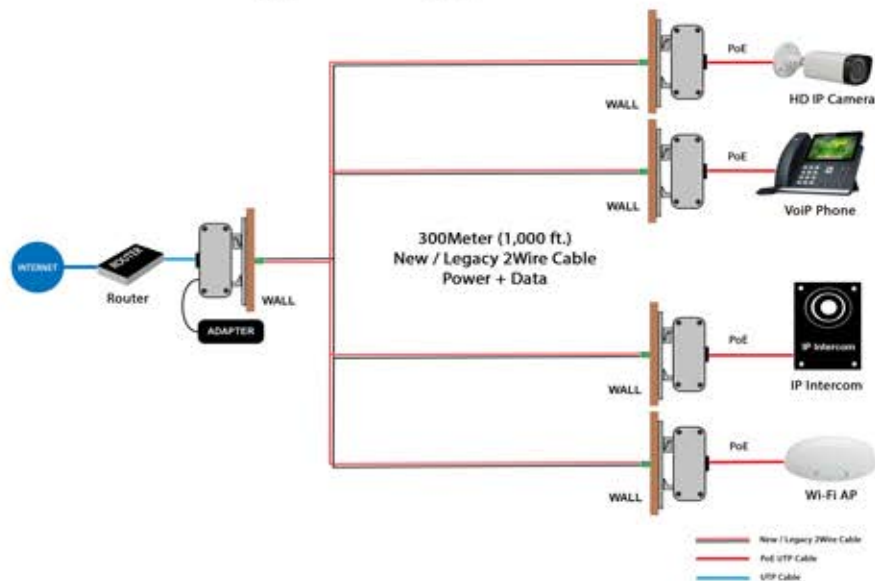 PoE
HD IP Camera
WALL
PoE
VoiP Phone
WALL
300Meter (1,000 ft.)
New / Legacy 2Wire Cable
Power + Data
INTERNET
ROUTER
Router
WALL
ADAPTER
PoE
IP Intercom
IP Intercom
WALL
PoE
Wi-Fi AP
WALL
New / Legacy 2Wire Cable
PoE UTP Cable
UTP Cable